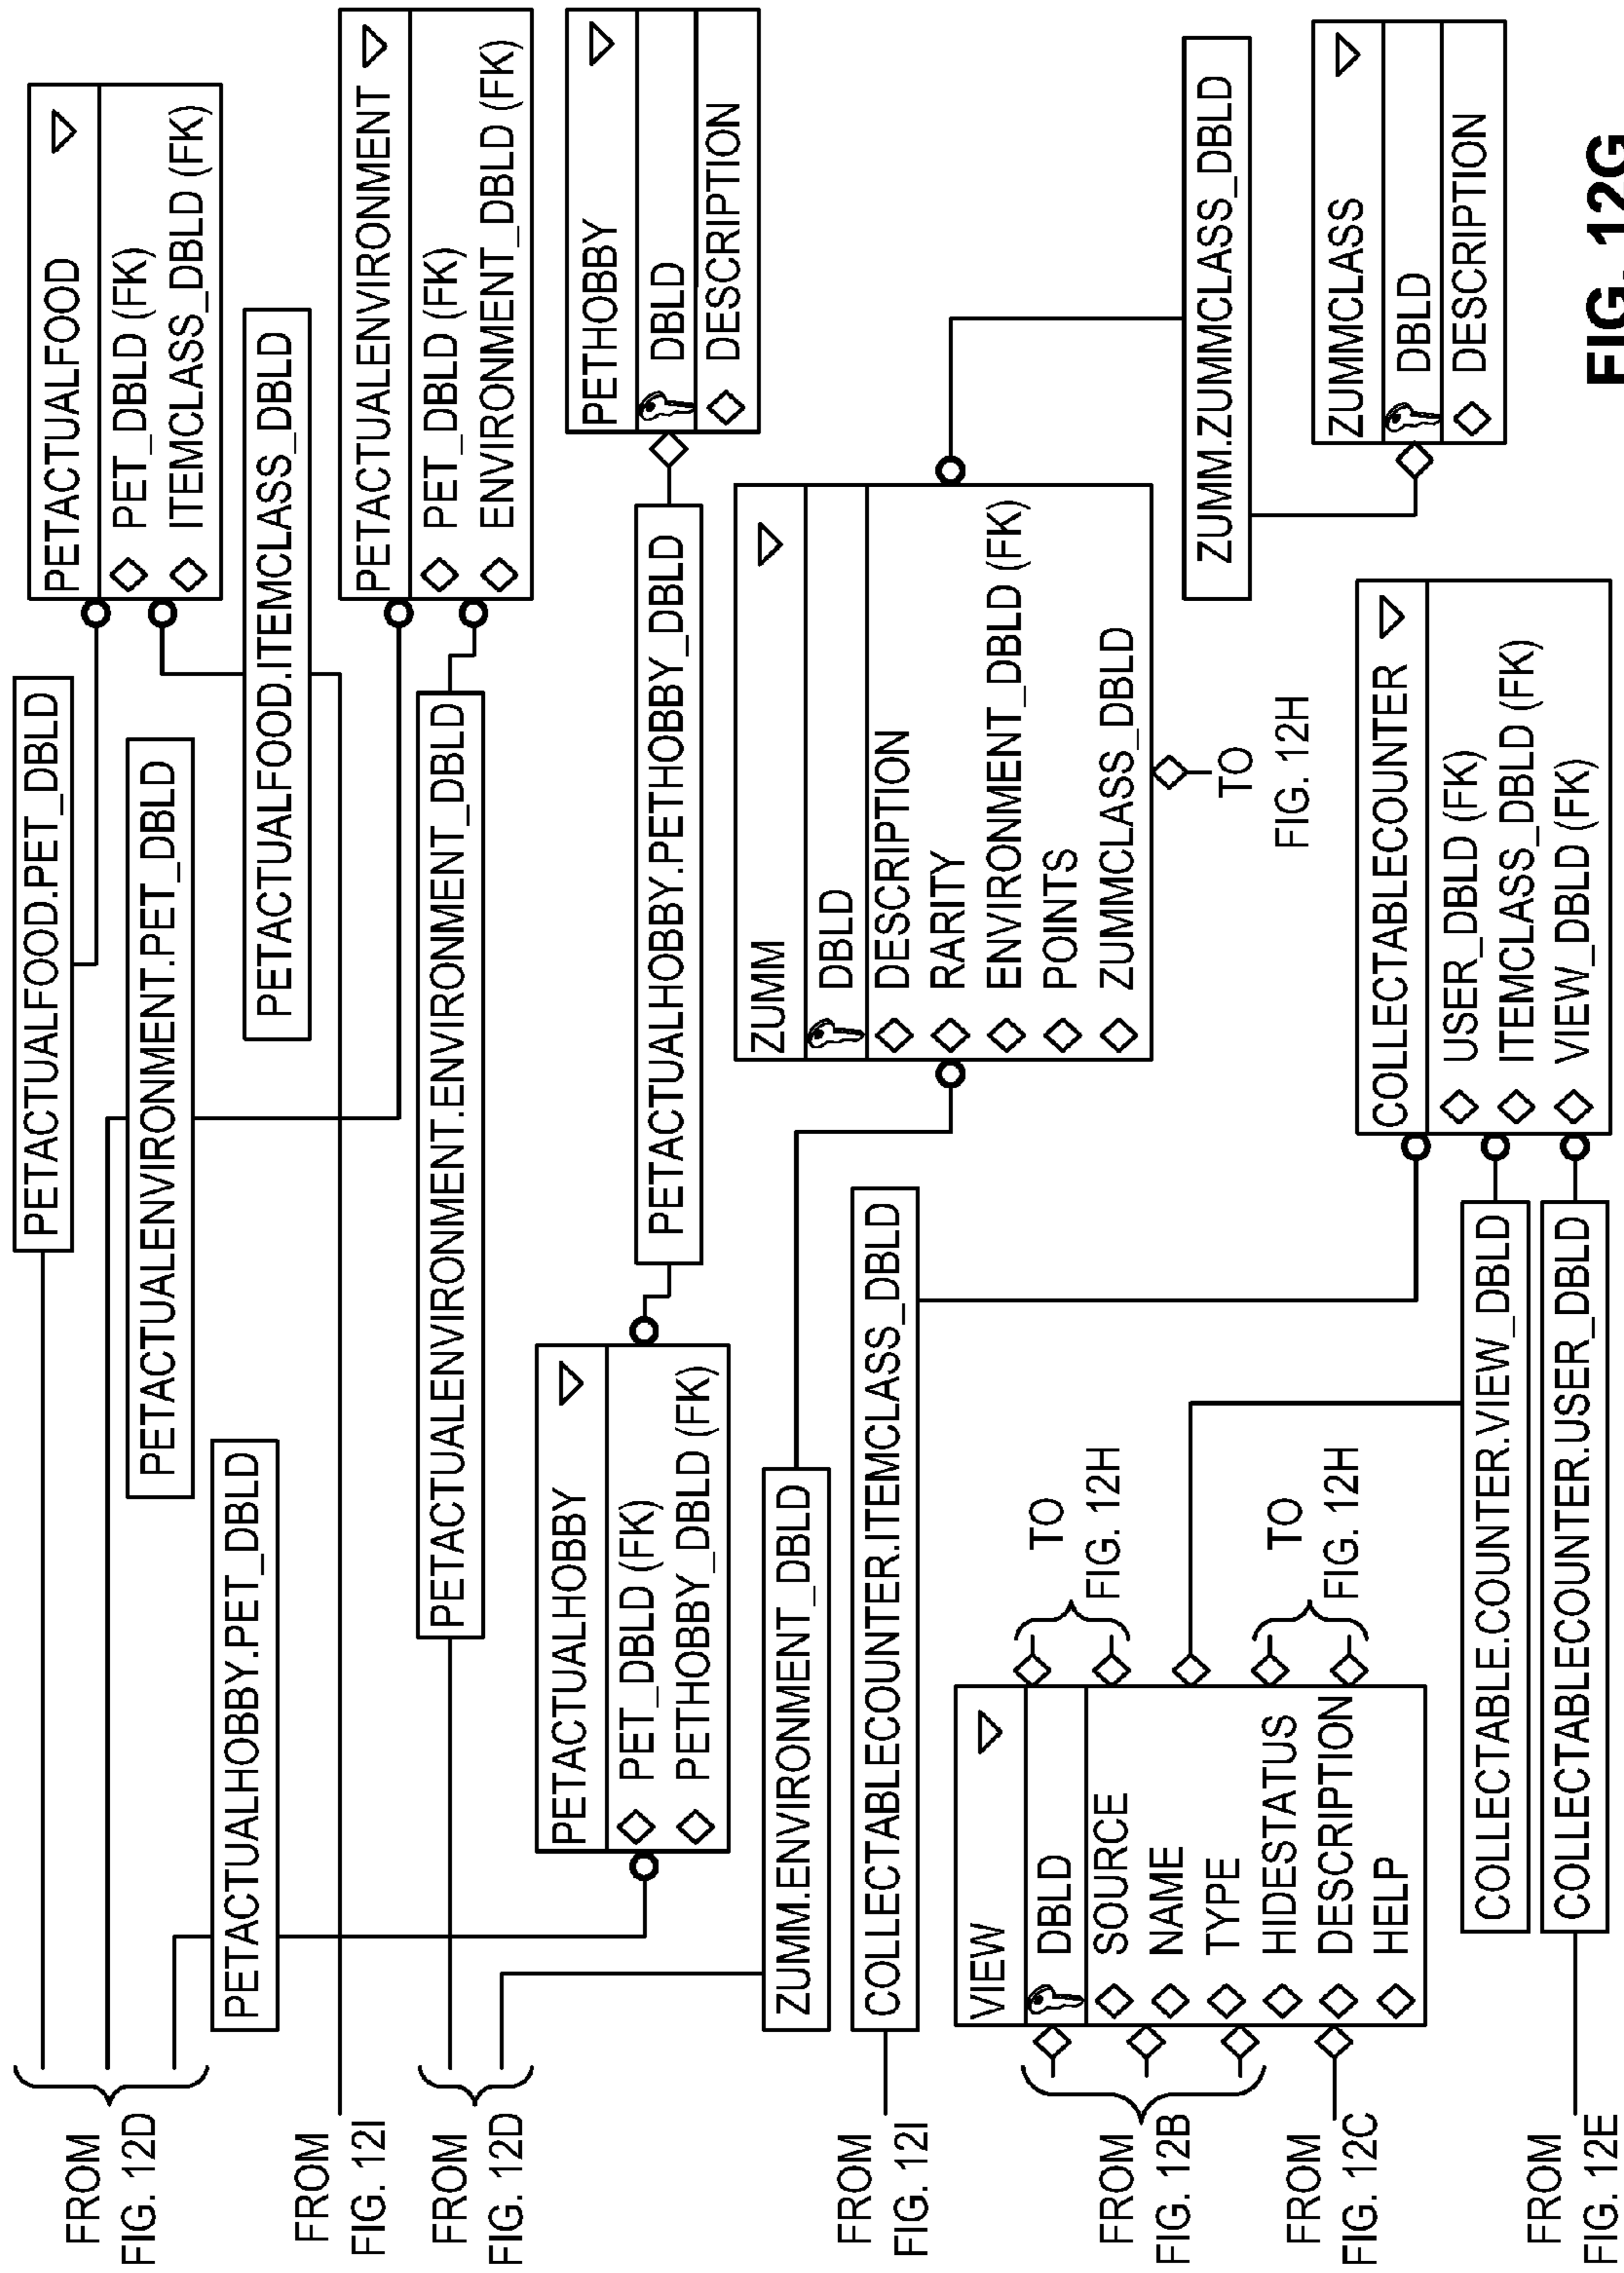 FROM
FIG. 12D
PETACTUALFOOD.PET_DBLD
PETACTUALFOOD
PET_DBLD (FK)
ITEMCLASS_DBLD (FK)
PETACTUALENVIRONMENT.PET_DBLD
PETACTUALHOBBY.PET_DBLD
PETACTUALFOOD.ITEMCLASS_DBLD
FROM
FIG. 12I
PETACTUALENVIRONMENT
PET_DBLD (FK)
ENVIRONMENT_DBLD (FK)
FROM
FIG. 12D
PETACTUALENVIRONMENT.ENVIRONMENT_DBLD
PETACTUALHOBBY
PET_DBLD (FK)
PETHOBBY_DBLD (FK)
PETACTUALHOBBY.PETHOBBY_DBLD
PETHOBBY
DBLD
DESCRIPTION
ZUMM.ENVIRONMENT_DBLD
ZUMM
DBLD
DESCRIPTION
RARITY
ENVIRONMENT_DBLD (FK)
POINTS
ZUMMCLASS_DBLD
TO
FIG. 12H
FROM
FIG. 12I
COLLECTABLECOUNTER.ITEMCLASS_DBLD
ZUMM.ZUMMCLASS_DBLD
ZUMMCLASS
DBLD
DESCRIPTION
FROM
FIG. 12B
FROM
FIG. 12C
VIEW
DBLD
SOURCE
NAME
TYPE
HIDESTATUS
DESCRIPTION
HELP
TO
FIG. 12H
TO
FIG. 12H
COLLECTABLECOUNTER
USER_DBLD (FK)
ITEMCLASS_DBLD (FK)
VIEW_DBLD (FK)
COLLECTABLE.COUNTER.VIEW_DBLD
FROM
FIG. 12E
COLLECTABLECOUNTER.USER_DBLD
FIG. 12G